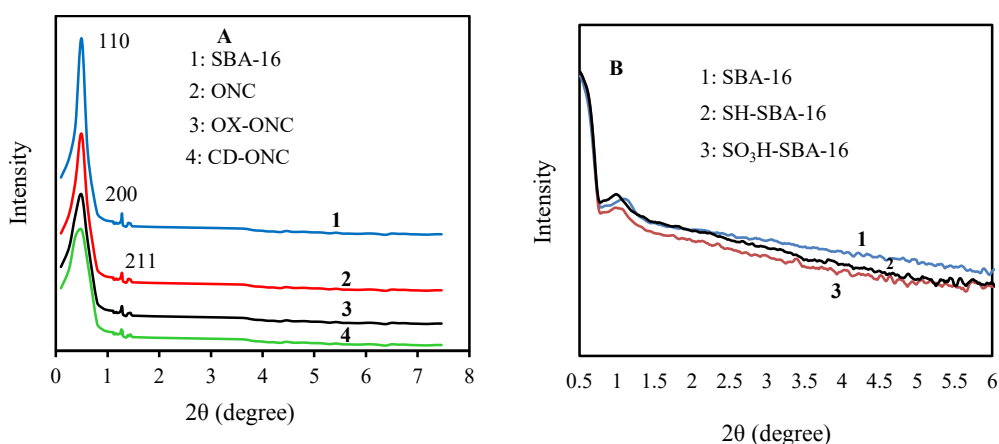 A
110
1: SBA-16
2: ONC
3: OX-ONC
4: CD-ONC
200
1
211
2
3
4
Intensity
0 1 2 3 4 5 6 7 8
2θ (degree)
B
1: SBA-16
2: SH-SBA-16
3: SO₃H-SBA-16
1
2
3
Intensity
0.5 1 1.5 2 2.5 3 3.5 4 4.5 5 5.5 6
2θ (degree)